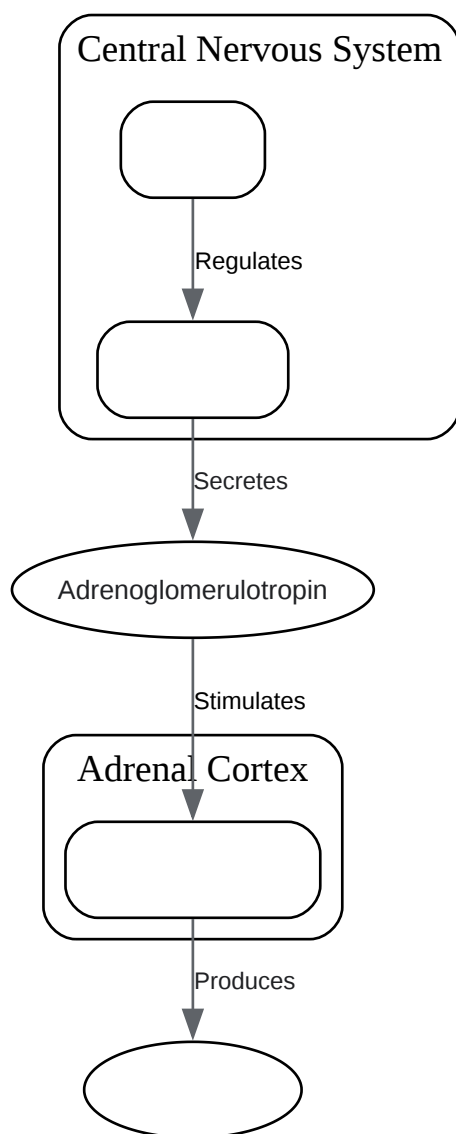 Central Nervous System
Regulates
Secretes
Adrenoglomerulotropin
Stimulates
Adrenal Cortex
Produces